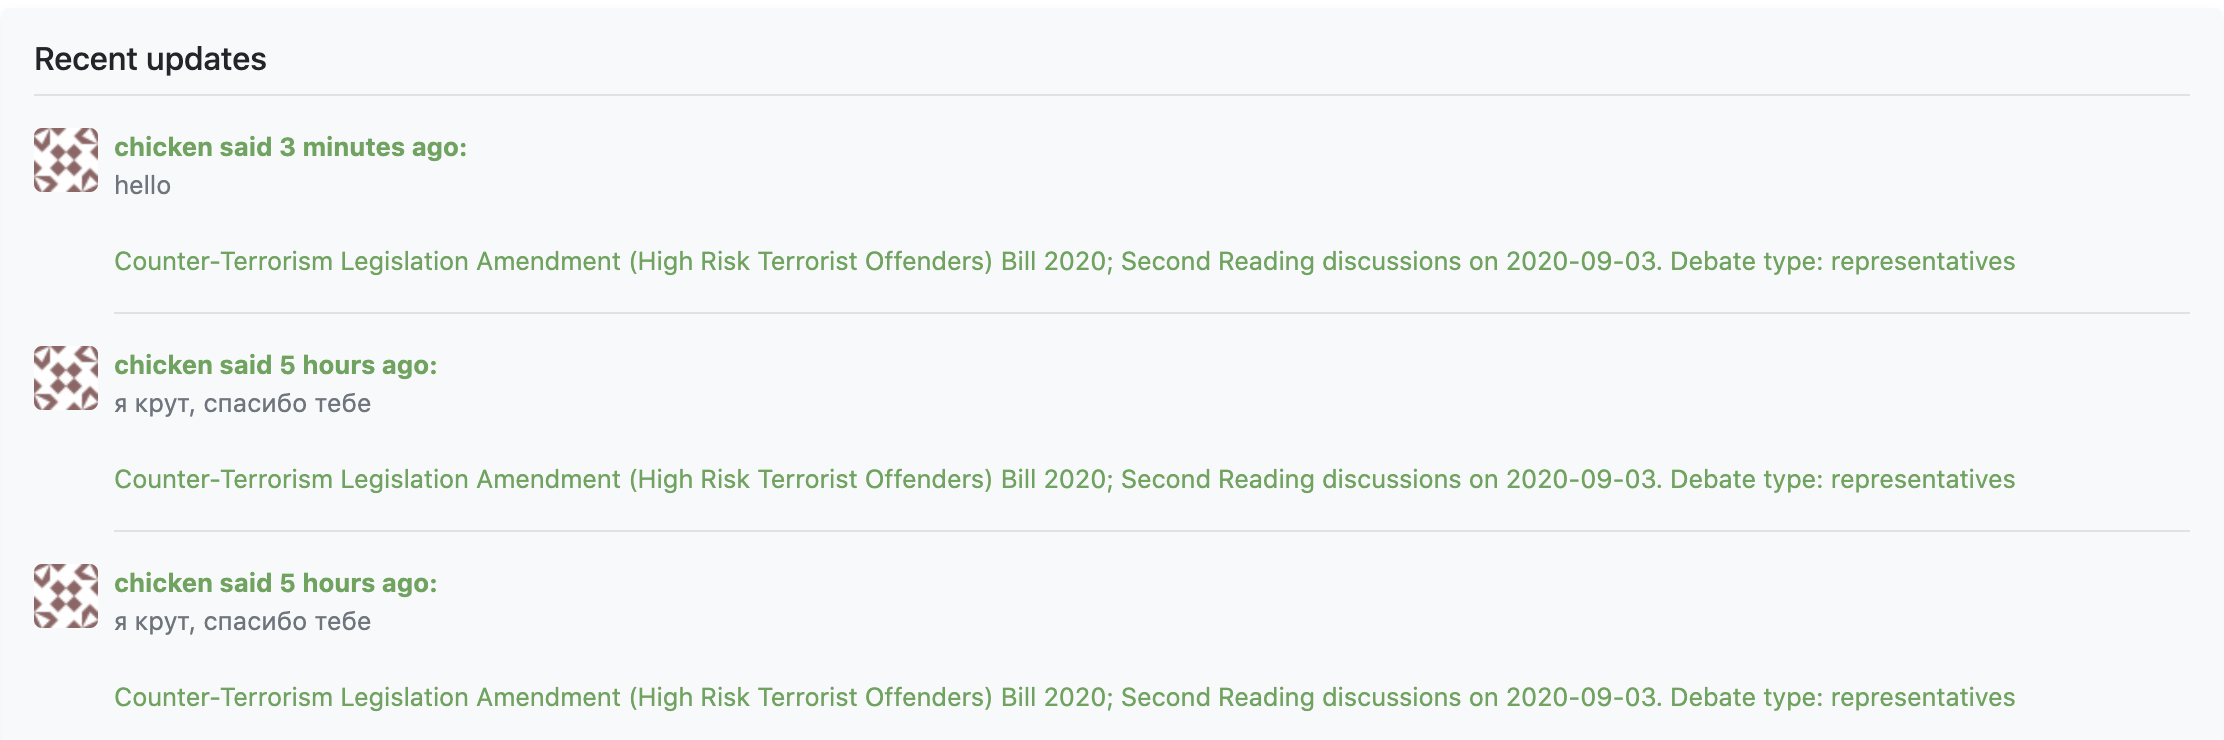 Recent updates
chicken said 3 minutes ago:
hello
Counter-Terrorism Legislation Amendment (High Risk Terrorist Offenders) Bill 2020; Second Reading discussions on 2020-09-03. Debate type: representatives
chicken said 5 hours ago:
я крут, спасибо тебе
Counter-Terrorism Legislation Amendment (High Risk Terrorist Offenders) Bill 2020; Second Reading discussions on 2020-09-03. Debate type: representatives
chicken said 5 hours ago:
я крут, спасибо тебе
Counter-Terrorism Legislation Amendment (High Risk Terrorist Offenders) Bill 2020; Second Reading discussions on 2020-09-03. Debate type: representatives